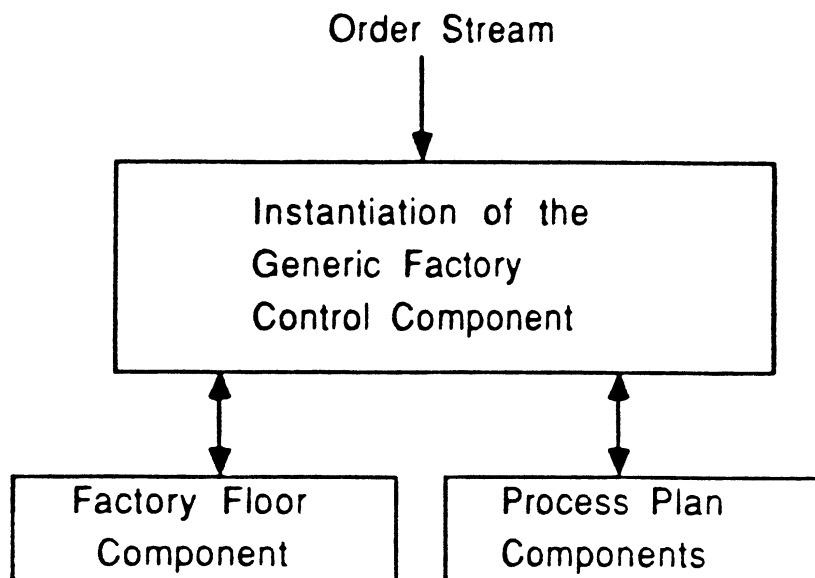 Order Stream
Instantiation of the
Generic Factory
Control Component
Factory Floor
Component
Process Plan
Components